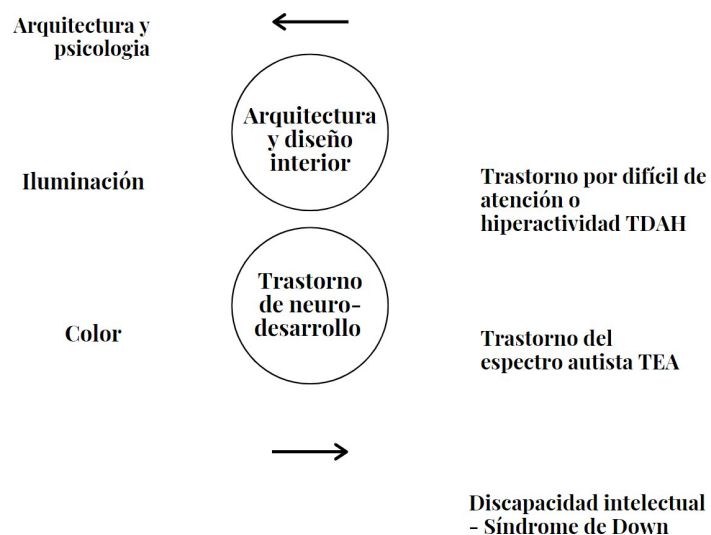 Arquitectura y
psicologia
Arquitectura
y diseño
interior
Iluminación
Trastorno por difícil de
atención o
hiperactividad TDAH
Trastorno
de neuro-
desarrollo
Color
Trastorno del
espectro autista TEA
Discapacidad intelectual
- Síndrome de Down